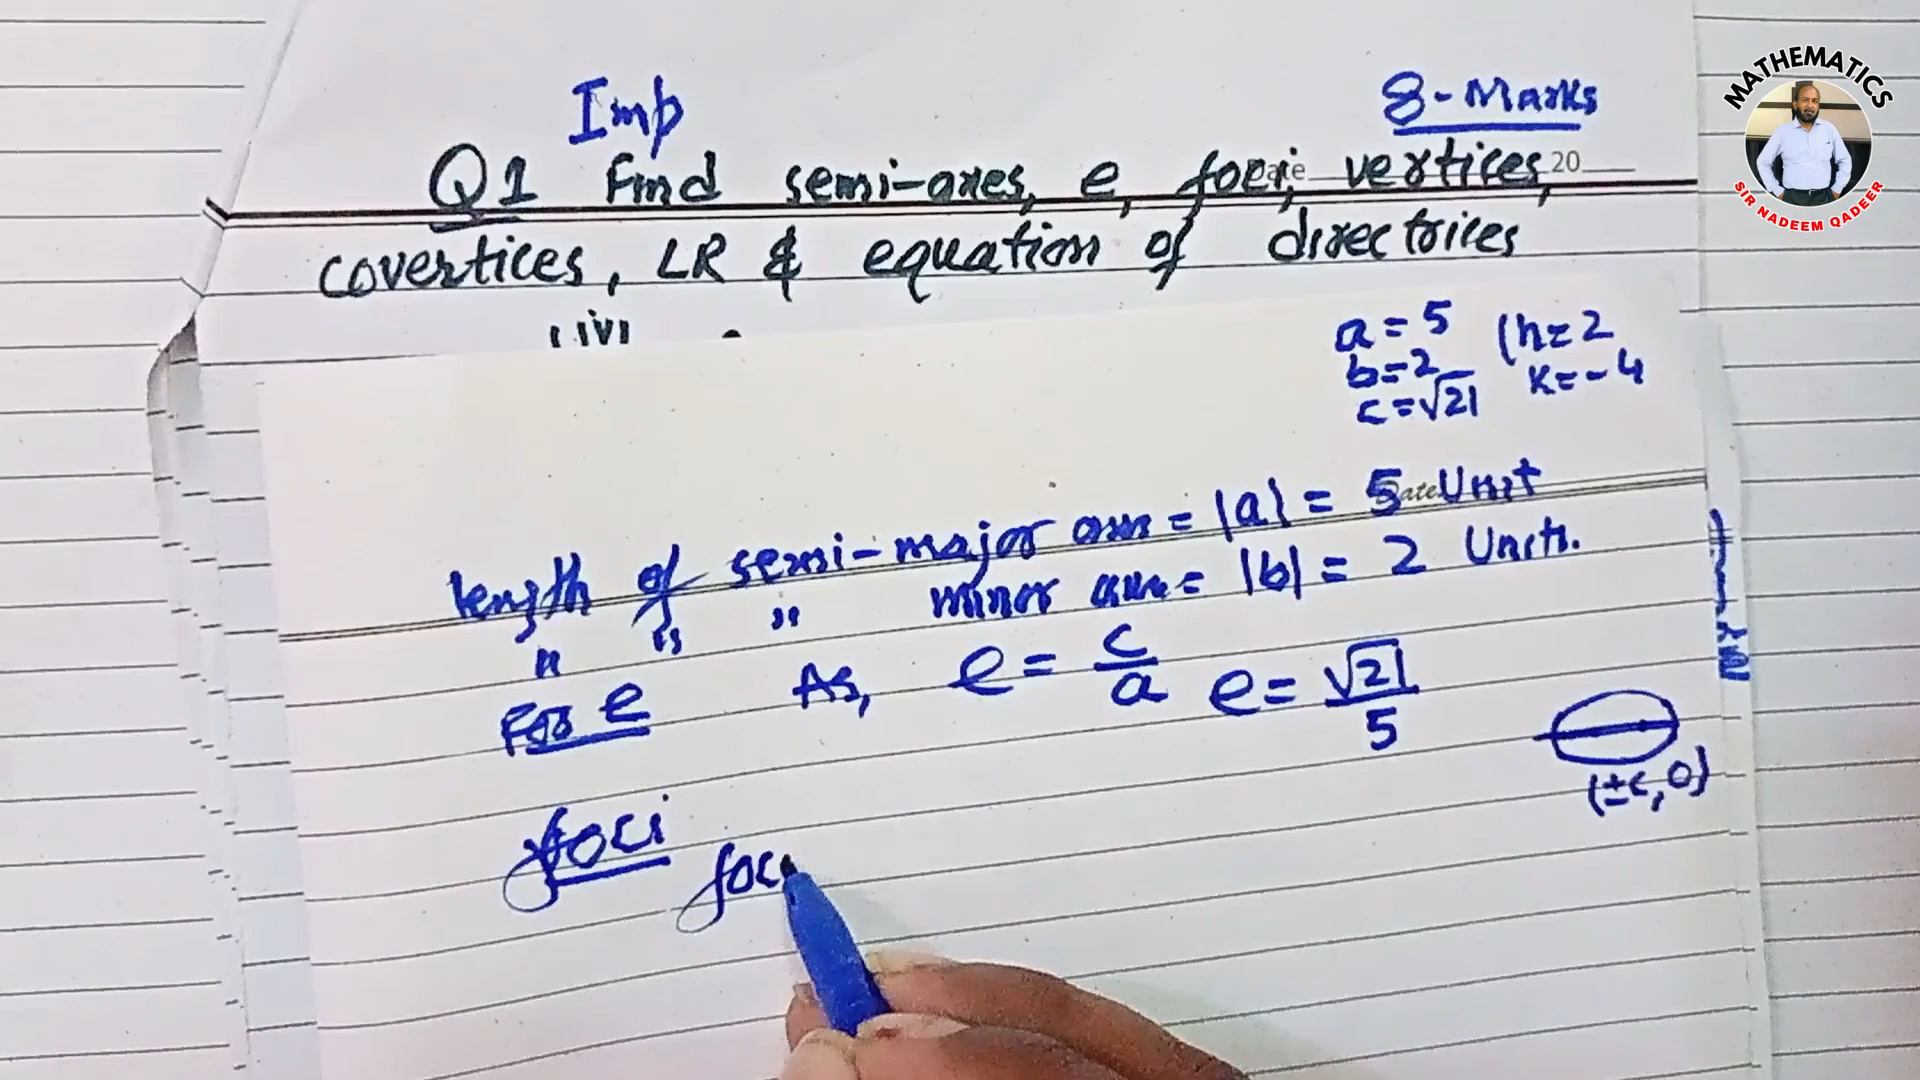 MATHEMATICS
SIR NADEEM QADEER
Imp
8-Marks
Q1 Find semi-axes, e, foci, vertices, 20
covertices, LR & equation of directrices
a = 5 (h = 2
b = 2 k = - 4
c = √21
length of semi-major axis = |a| = 5 Unit
" " " minor axis = |b| = 2 Units.
For e As, e = c/a e = √21/5
(±c, 0)
foci
foci